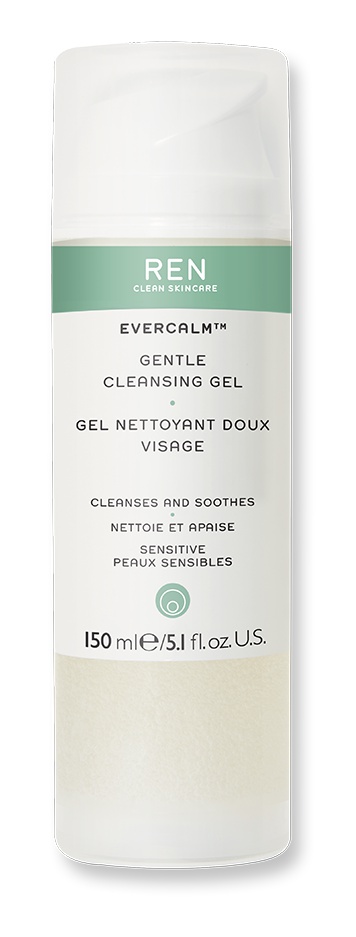 REN
CLEAN SKINCARE
EVERCALM™
GENTLE
CLEANSING GEL
•
GEL NETTOYANT DOUX
VISAGE
CLEANSES AND SOOTHES
•
NETTOIE ET APAISE
SENSITIVE
PEAUX SENSIBLES
150 ml℮/5.1 fl.oz.U.S.